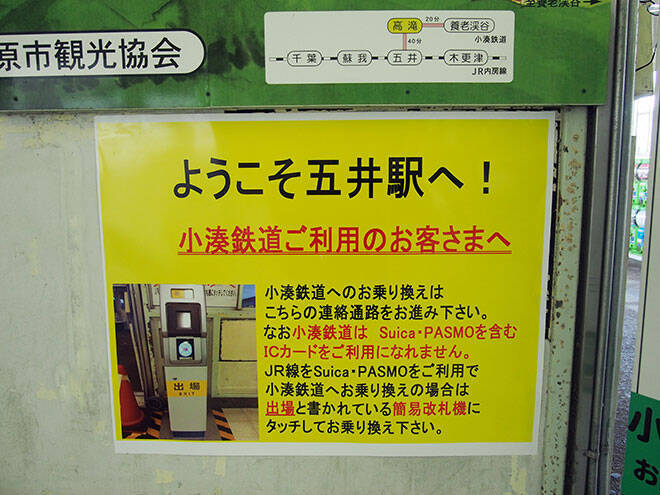 至養老渓谷
原市観光協会
高滝 20分 養老渓谷
40分 小湊鉄道
千葉 蘇我 五井 木更津
JR内房線
ようこそ五井駅へ！
小湊鉄道ご利用のお客さまへ
小湊鉄道へのお乗り換えは
こちらの連絡通路をお進み下さい。
なお小湊鉄道は Suica・PASMOを含む
ICカードをご利用になれません。
JR線をSuica・PASMOをご利用で
小湊鉄道へお乗り換えの場合は
出場と書かれている簡易改札機に
タッチしてお乗り換え下さい。
出場
EXIT
小
お